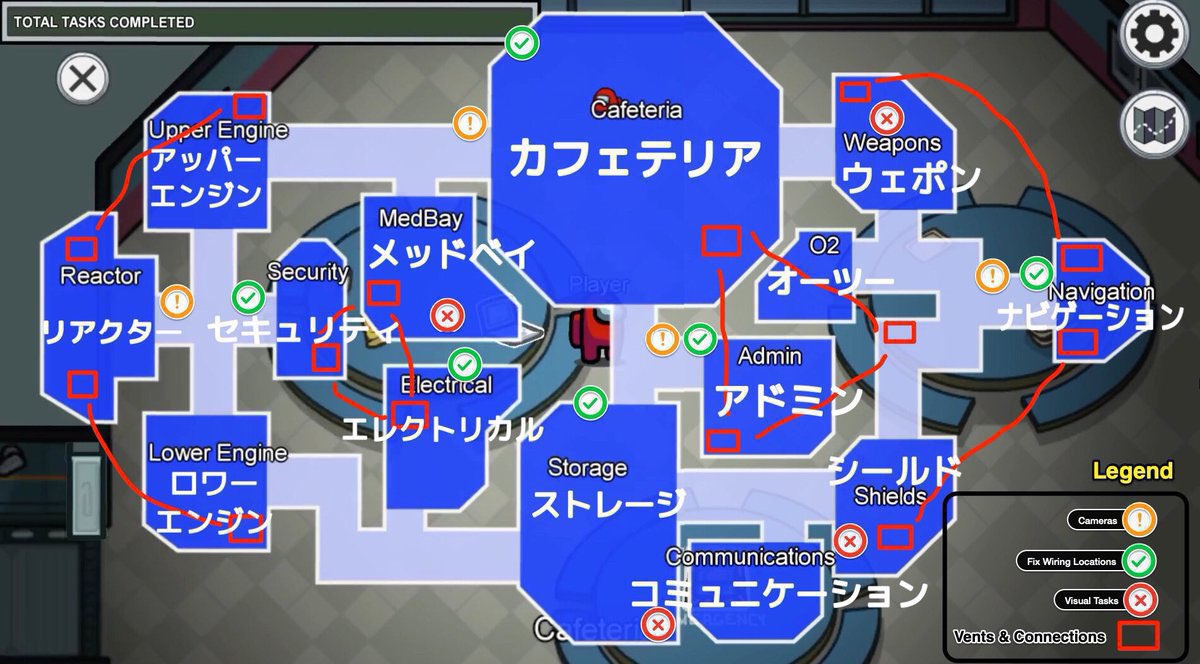 TOTAL TASKS COMPLETED
Cafeteria
カフェテリア
Upper Engine
アッパー
エンジン
Weapons
ウェポン
MedBay
メッドベイ
O2
オーツー
Security
セキュリティ
Reactor
リアクター
Player
Navigation
ナビゲーション
Admin
アドミン
Electrical
エレクトリカル
Lower Engine
ロワー
エンジン
Storage
ストレージ
シールド
Shields
Communications
コミュニケーション
Cafeteri
Legend
Cameras
Fix Wiring Locations
Visual Tasks
Vents & Connections